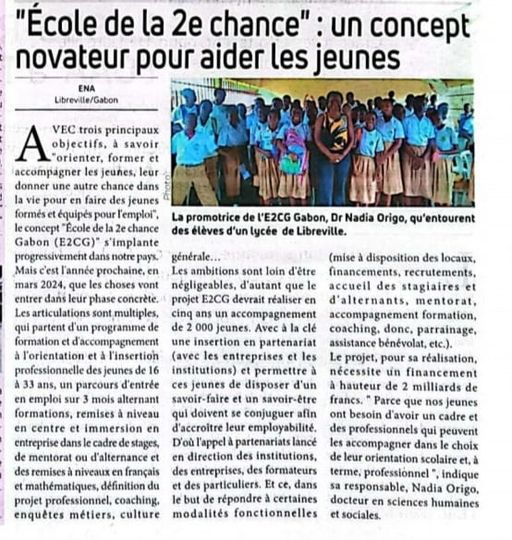 "École de la 2e chance" : un concept
novateur pour aider les jeunes
ENA
Libreville/Gabon
AVEC trois principaux
objectifs, à savoir
"orienter, former et
accompagner les jeunes, leur
donner une autre chance dans
la vie pour en faire des jeunes
formés et équipés pour l'emploi",
le concept "École de la 2e chance
Gabon (E2CG)" s'implante
progressivement dans notre pays.
Mais c'est l'année prochaine, en
mars 2024, que les choses vont
entrer dans leur phase concrète.
Les articulations sont multiples,
qui partent d'un programme de
formation et d'accompagnement
à l'orientation et à l'insertion
professionnelle des jeunes de 16
à 33 ans, un parcours d'entrée
en emploi sur 3 mois alternant
formations, remises à niveau
en centre et immersion en
entreprise dans le cadre de stages,
de mentorat ou d'alternance et
des remises à niveaux en français
et mathématiques, définition du
projet professionnel, coaching,
enquêtes métiers, culture
Photo:
La promotrice de l'E2CG Gabon, Dr Nadia Origo, qu'entourent
des élèves d'un lycée de Libreville.
générale...
Les ambitions sont loin d'être
négligeables, d'autant que le
projet E2CG devrait réaliser en
cinq ans un accompagnement
de 2 000 jeunes. Avec à la clé
une insertion en partenariat
(avec les entreprises et les
institutions) et permettre à
ces jeunes de disposer d'un
savoir-faire et un savoir-être
qui doivent se conjuguer afin
d'accroître leur employabilité.
D'où l'appel à partenariats lancé
en direction des institutions,
des entreprises, des formateurs
et des particuliers. Et ce, dans
le but de répondre à certaines
modalités fonctionnelles
(mise à disposition des locaux,
financements, recrutements,
accueil des stagiaires et
d'alternants, mentorat,
accompagnement formation,
coaching, donc, parrainage,
assistance bénévolat, etc.).
Le projet, pour sa réalisation,
nécessite un financement
à hauteur de 2 milliards de
francs. " Parce que nos jeunes
ont besoin d'avoir un cadre et
des professionnels qui peuvent
les accompagner dans le choix
de leur orientation scolaire et, à
terme, professionnel ", indique
sa responsable, Nadia Origo,
docteur en sciences humaines
et sociales.